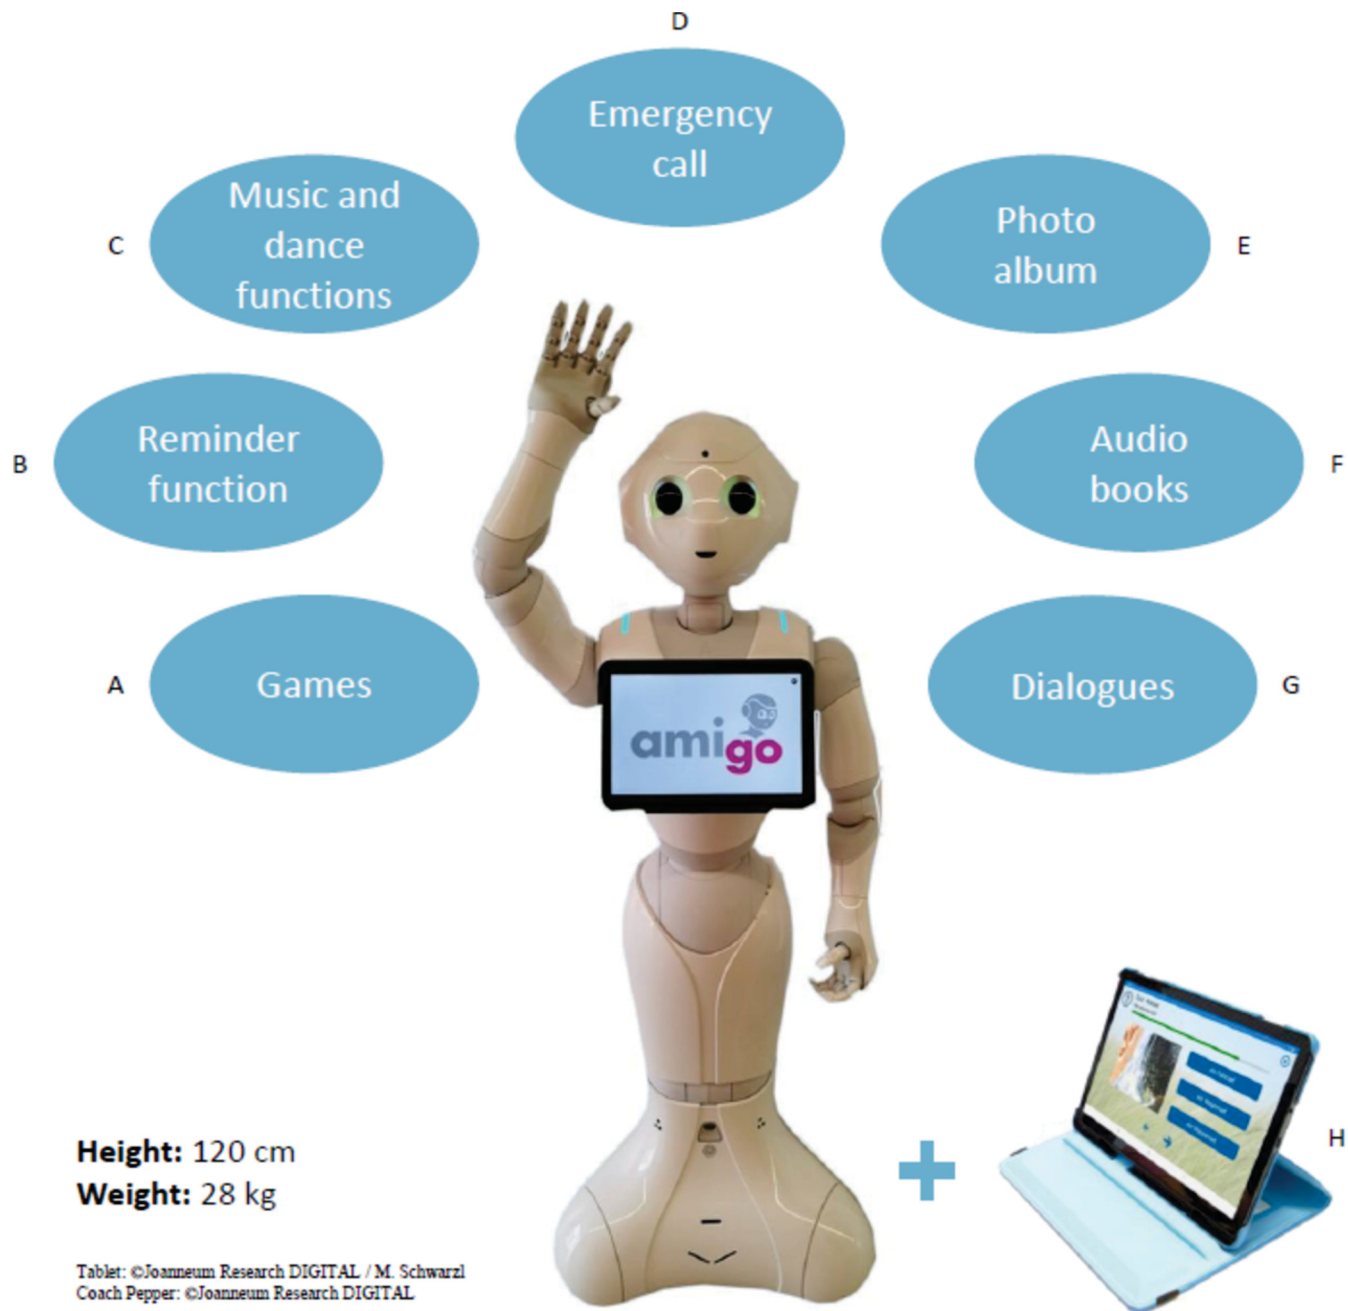 D
Emergency
call
Music and
dance
functions
C
Photo
album
E
Reminder
function
B
Audio
books
F
Games
A
Dialogues
G
amigo
H
Height: 120 cm
Weight: 28 kg
Tablet: ©Joanneum Research DIGITAL / M. Schwarzl
Coach Pepper: ©Joanneum Research DIGITAL